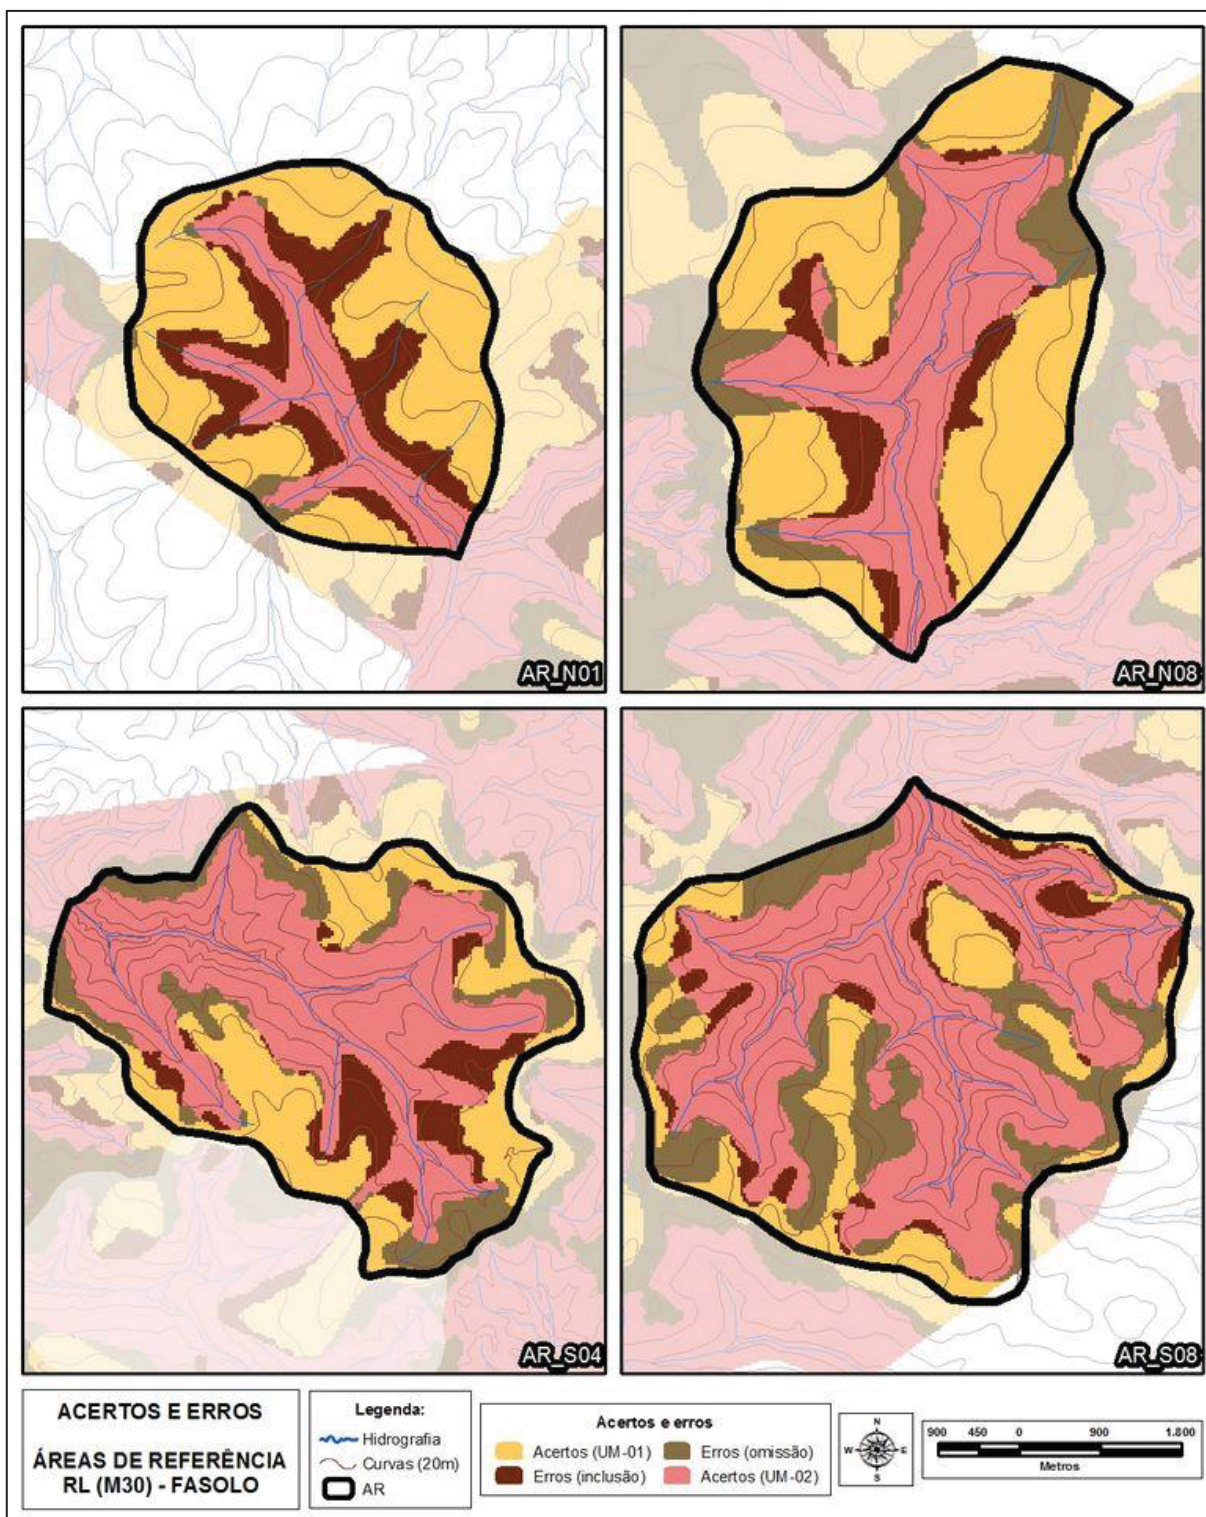 AR_N01
AR_N08
AR_S04
AR_S08
ACERTOS E ERROS
ÁREAS DE REFERÊNCIA
RL (M30) - FASOLO
Legenda:
Hidrografia
Curvas (20m)
AR
Acertos e erros
Acertos (UM-01)
Erros (omissão)
Erros (inclusão)
Acertos (UM-02)
N
W
E
S
900 450 0 900 1.800
Metros